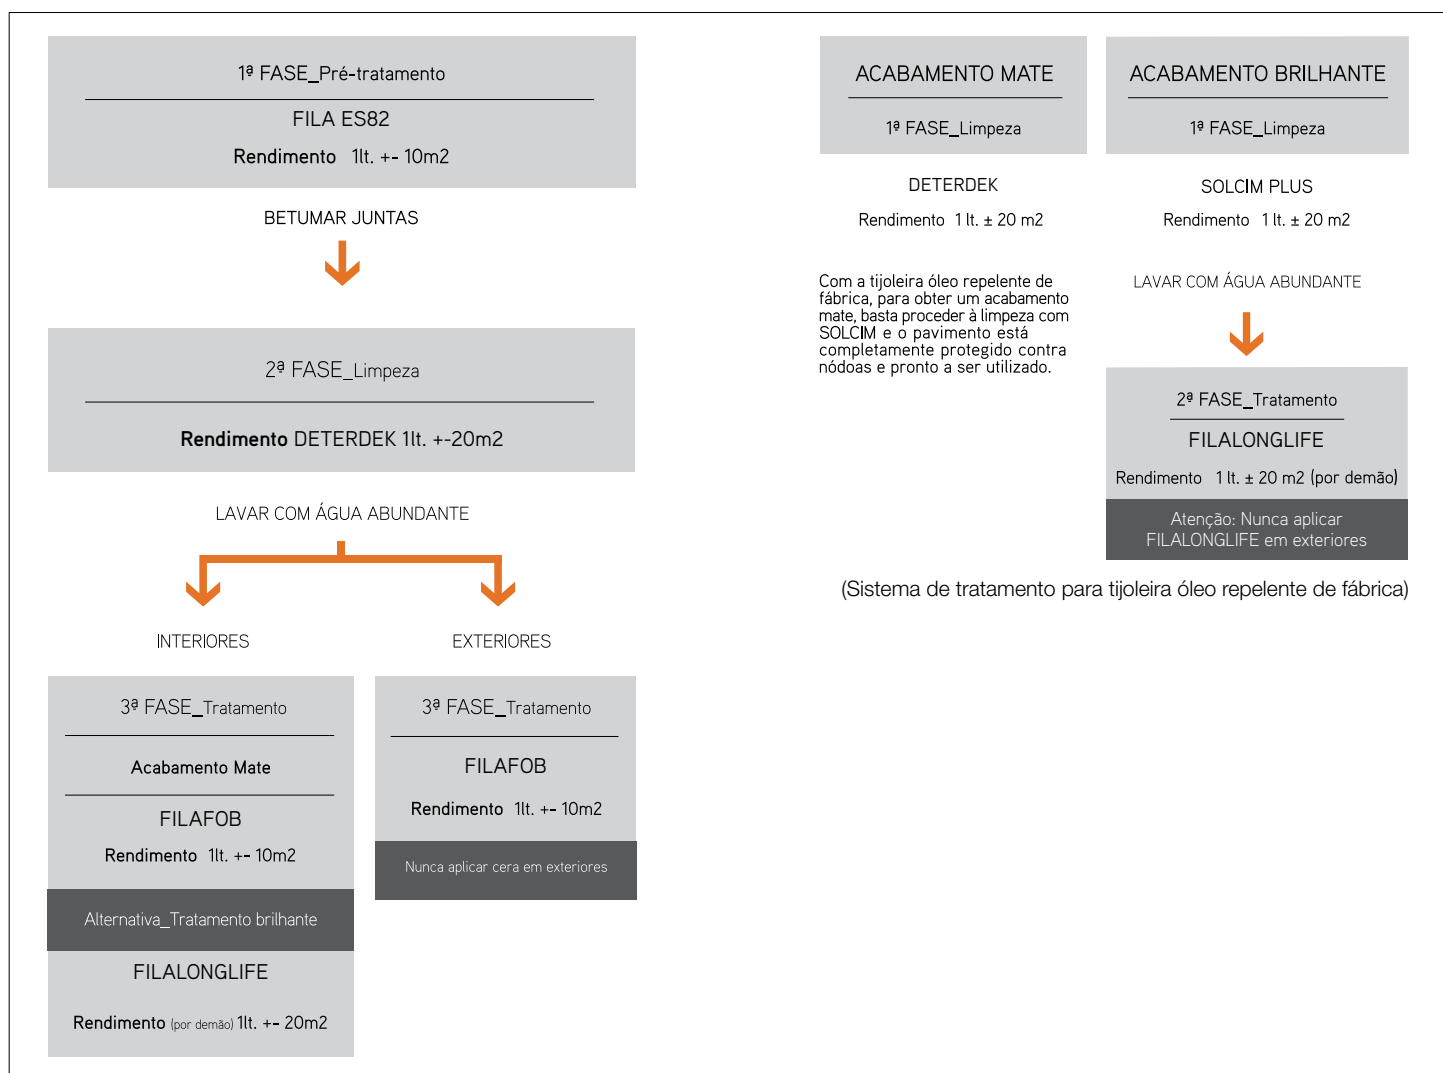 1ª FASE_Pré-tratamento
FILA ES82
Rendimento 1lt. +- 10m2
BETUMAR JUNTAS
2ª FASE_Limpeza
Rendimento DETERDEK 1lt. +-20m2
LAVAR COM ÁGUA ABUNDANTE
INTERIORES
3ª FASE_Tratamento
Acabamento Mate
FILAFOB
Rendimento 1lt. +- 10m2
Alternativa_Tratamento brilhante
FILALONGLIFE
Rendimento (por demão) 1lt. +- 20m2
EXTERIORES
3ª FASE_Tratamento
FILAFOB
Rendimento 1lt. +- 10m2
Nunca aplicar cera em exteriores
ACABAMENTO MATE
1ª FASE_Limpeza
DETERDEK
Rendimento 1 lt. ± 20 m2
Com a tijoleira óleo repelente de
fábrica, para obter um acabamento
mate, basta proceder à limpeza com
SOLCIM e o pavimento está
completamente protegido contra
nódoas e pronto a ser utilizado.
ACABAMENTO BRILHANTE
1ª FASE_Limpeza
SOLCIM PLUS
Rendimento 1 lt. ± 20 m2
LAVAR COM ÁGUA ABUNDANTE
2ª FASE_Tratamento
FILALONGLIFE
Rendimento 1 lt. ± 20 m2 (por demão)
Atenção: Nunca aplicar
FILALONGLIFE em exteriores
(Sistema de tratamento para tijoleira óleo repelente de fábrica)